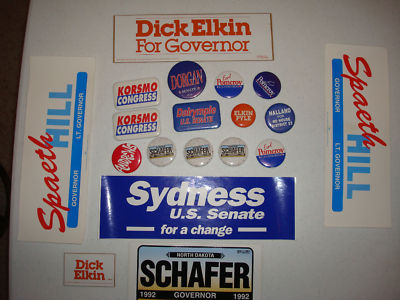 Dick Elkin
For Governor
KORSMO
CONGRESS
DORGAN
Pomeroy
Pomeroy
KORSMO
CONGRESS
Dalrymple
U.S. SENATE
ELKIN
PYLE
HALLAND
SCHAFER
SCHAFER
SCHAFER
Pomeroy
Spaeth
HILL
GOVERNOR
LT. GOVERNOR
Spaeth
HILL
GOVERNOR
LT. GOVERNOR
Sydness
U.S. Senate
for a change
Dick
Elkin
NORTH DAKOTA
SCHAFER
1992 GOVERNOR 1992